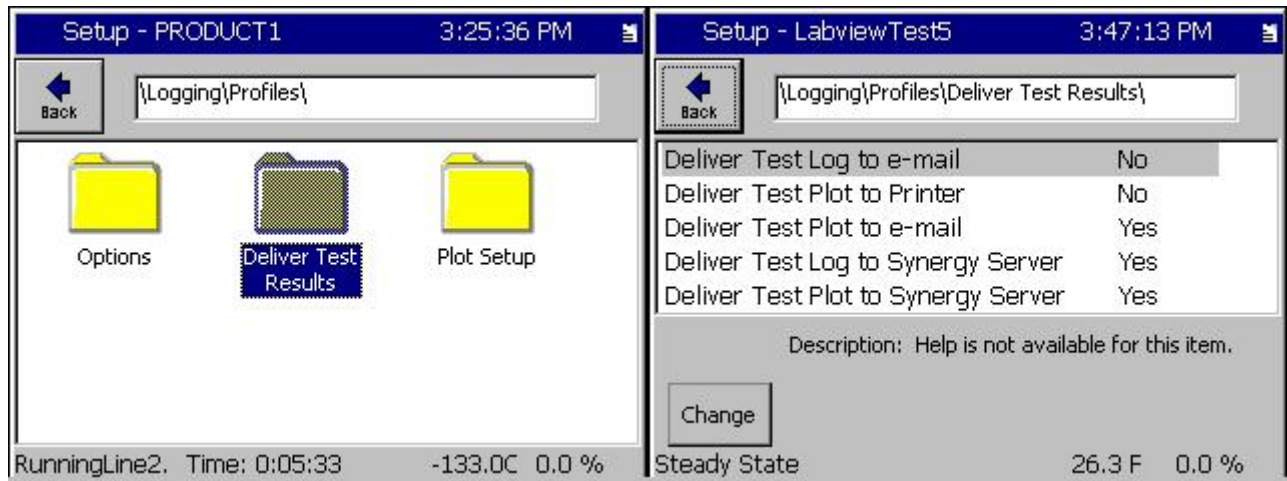 Setup - PRODUCT1 3:25:36 PM
Back
\Logging\Profiles\
Options
Deliver Test
Results
Plot Setup
RunningLine2. Time: 0:05:33 -133.0C 0.0 %
Setup - LabviewTest5 3:47:13 PM
Back
\Logging\Profiles\Deliver Test Results\
Deliver Test Log to e-mail No
Deliver Test Plot to Printer No
Deliver Test Plot to e-mail Yes
Deliver Test Log to Synergy Server Yes
Deliver Test Plot to Synergy Server Yes
Description: Help is not available for this item.
Change
Steady State 26.3 F 0.0 %